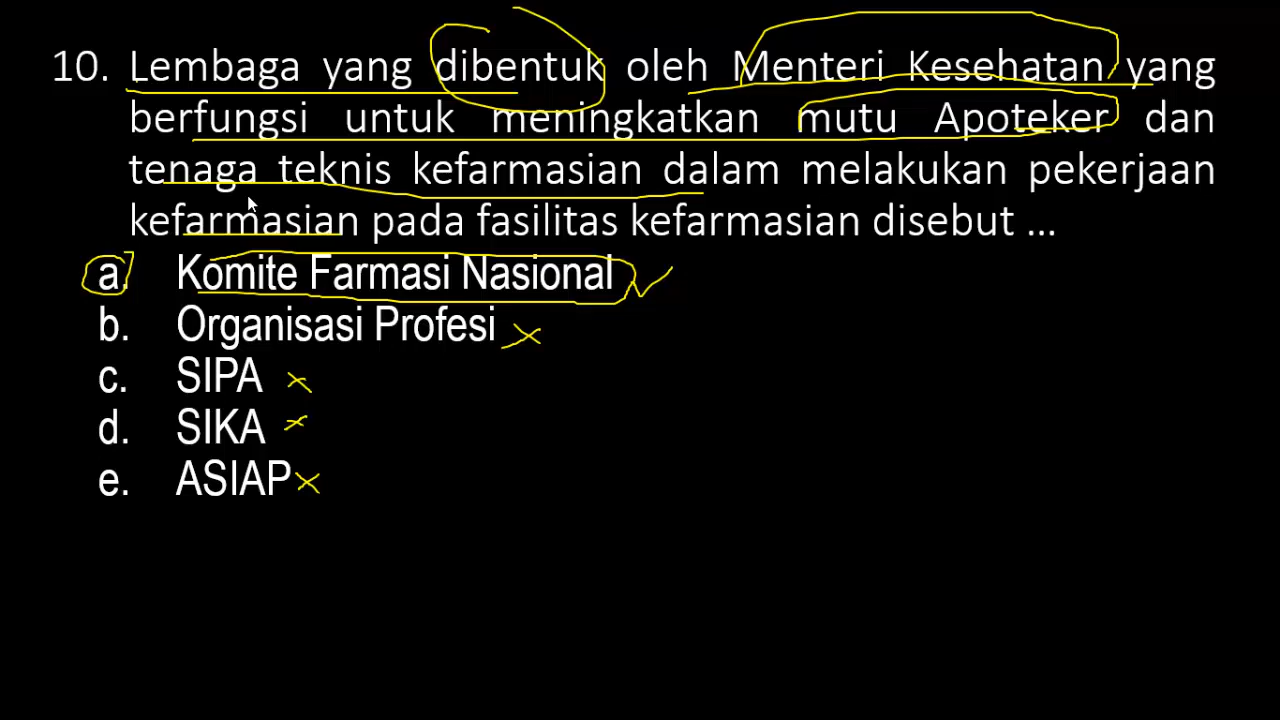 10. Lembaga yang dibentuk oleh Menteri Kesehatan yang
berfungsi untuk meningkatkan mutu Apoteker dan
tenaga teknis kefarmasian dalam melakukan pekerjaan
kefarmasian pada fasilitas kefarmasian disebut ...
a. Komite Farmasi Nasional
b. Organisasi Profesi
c. SIPA
d. SIKA
e. ASIAP